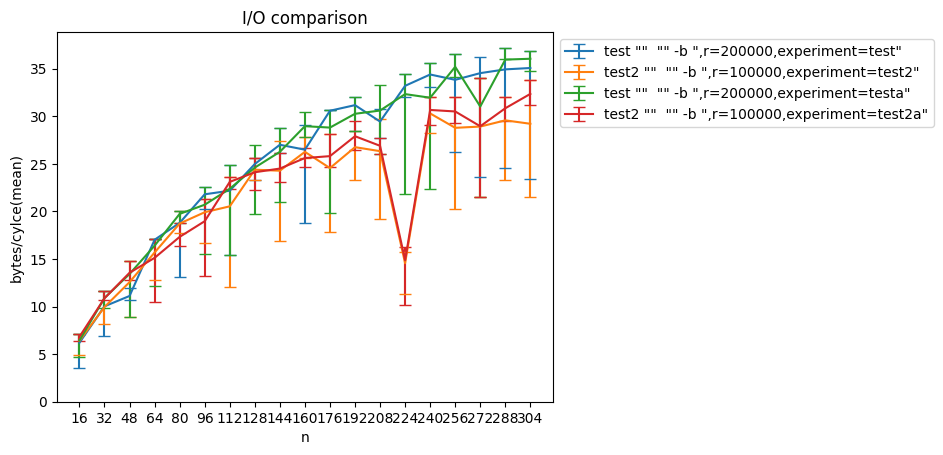 I/O comparison
test ""  "" -b ",r=200000,experiment=test"
test2 ""  "" -b ",r=100000,experiment=test2"
test ""  "" -b ",r=200000,experiment=testa"
test2 ""  "" -b ",r=100000,experiment=test2a"
35
30
25
20
15
10
5
0
bytes/cylce(mean)
16 32 48 64 80 96 112 128 144 160 176 192 208 224 240 256 272 288 304
n